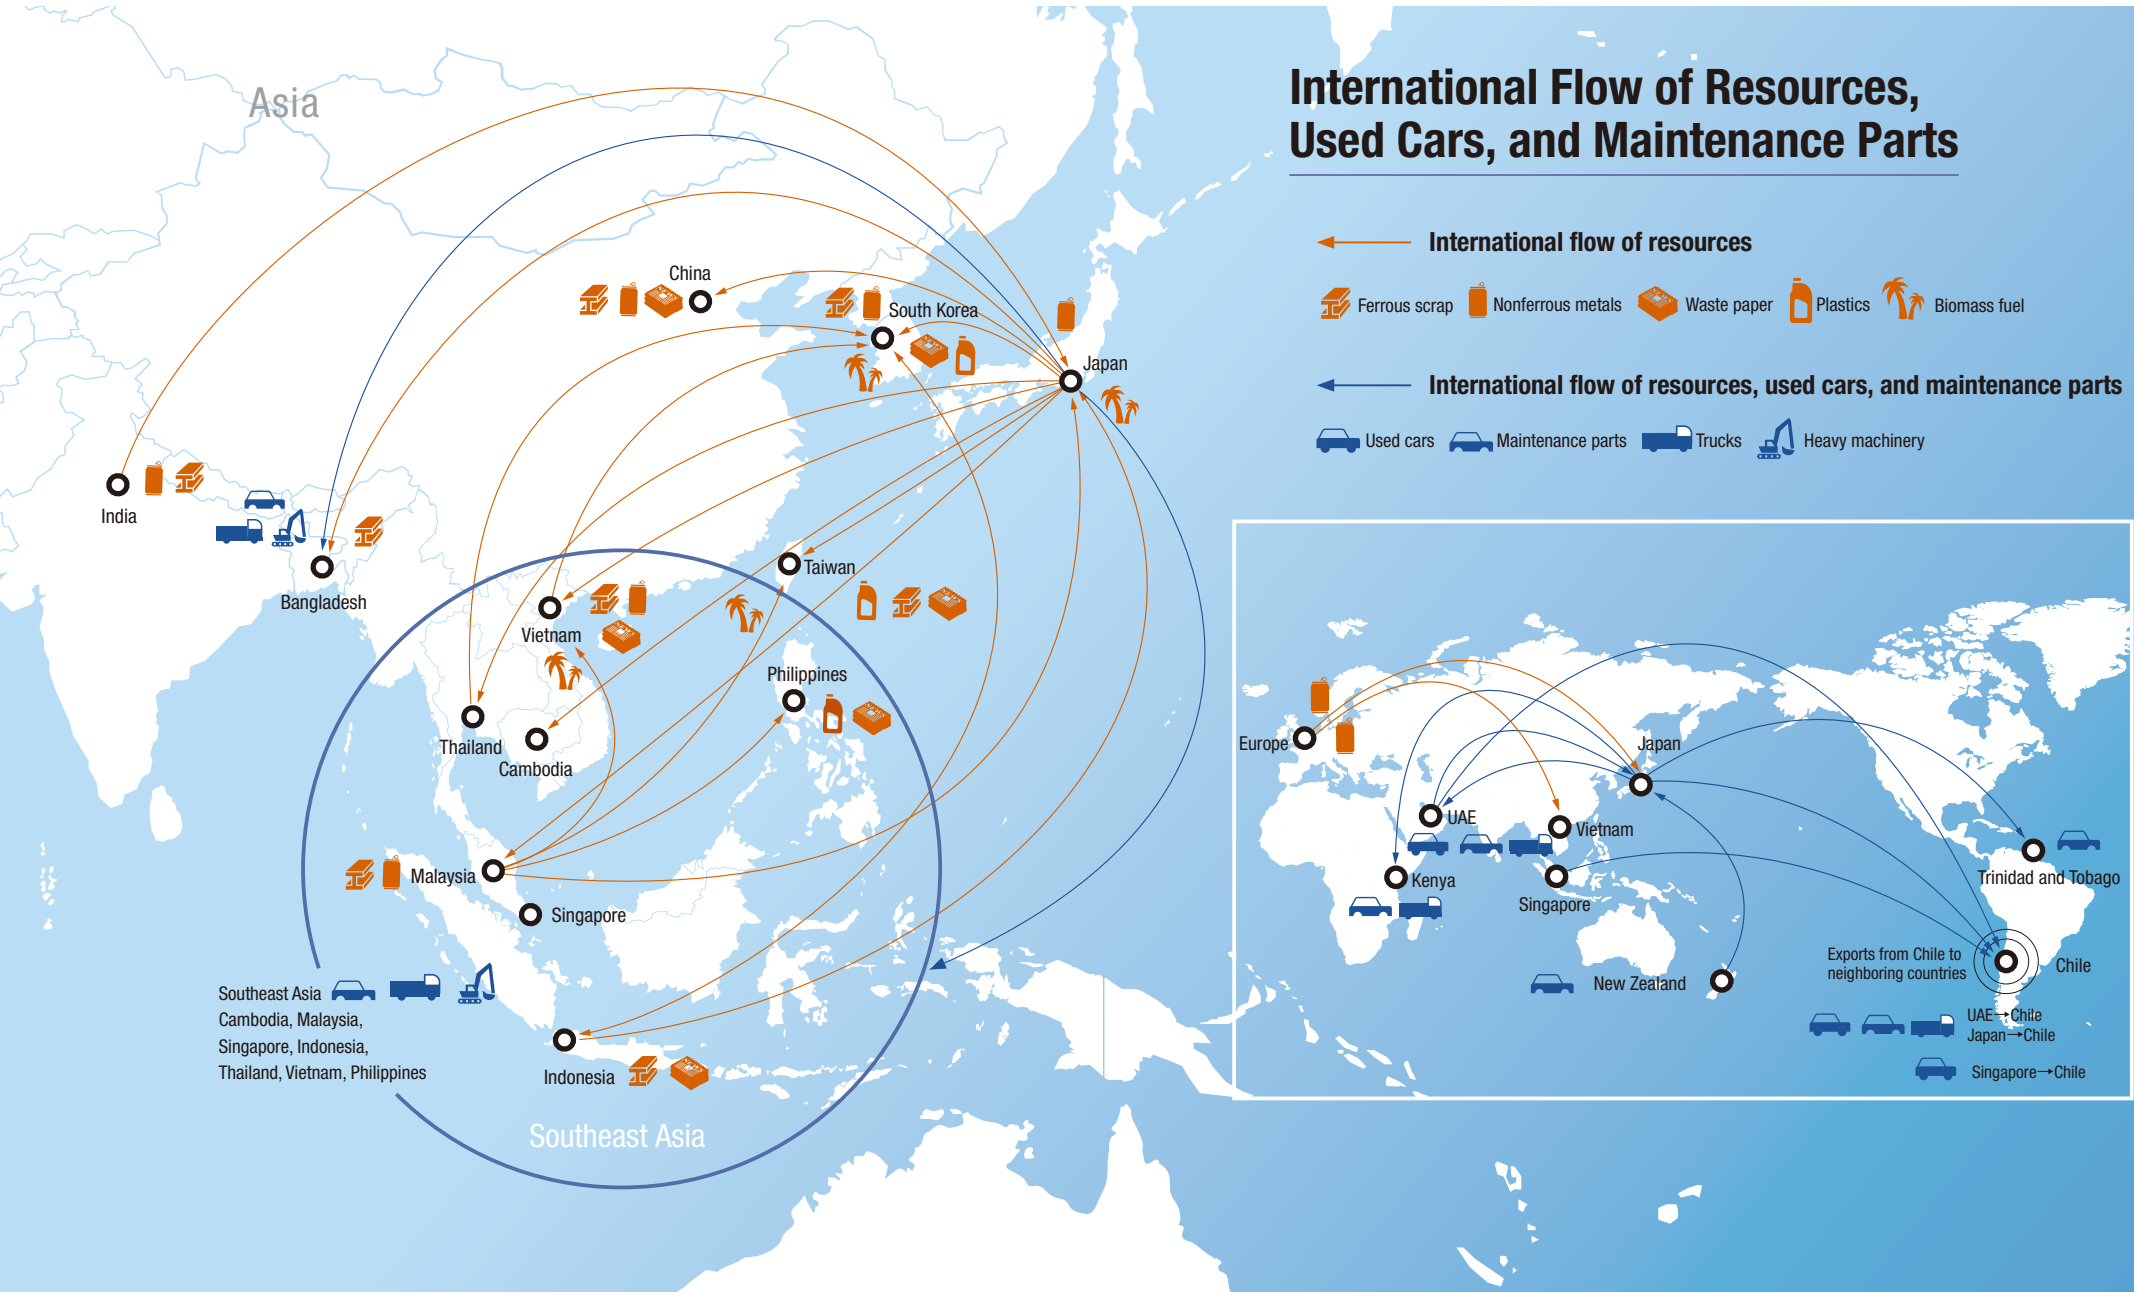 International Flow of Resources,
Used Cars, and Maintenance Parts
International flow of resources
Ferrous scrap
Nonferrous metals
Waste paper
Plastics
Biomass fuel
International flow of resources, used cars, and maintenance parts
Used cars
Maintenance parts
Trucks
Heavy machinery
Asia
China
South Korea
Japan
India
Bangladesh
Taiwan
Vietnam
Philippines
Thailand
Cambodia
Malaysia
Singapore
Indonesia
Southeast Asia
Cambodia, Malaysia,
Singapore, Indonesia,
Thailand, Vietnam, Philippines
Southeast Asia
Europe
Japan
UAE
Vietnam
Kenya
Singapore
Trinidad and Tobago
New Zealand
Exports from Chile to
neighboring countries
Chile
UAE→Chile
Japan→Chile
Singapore→Chile